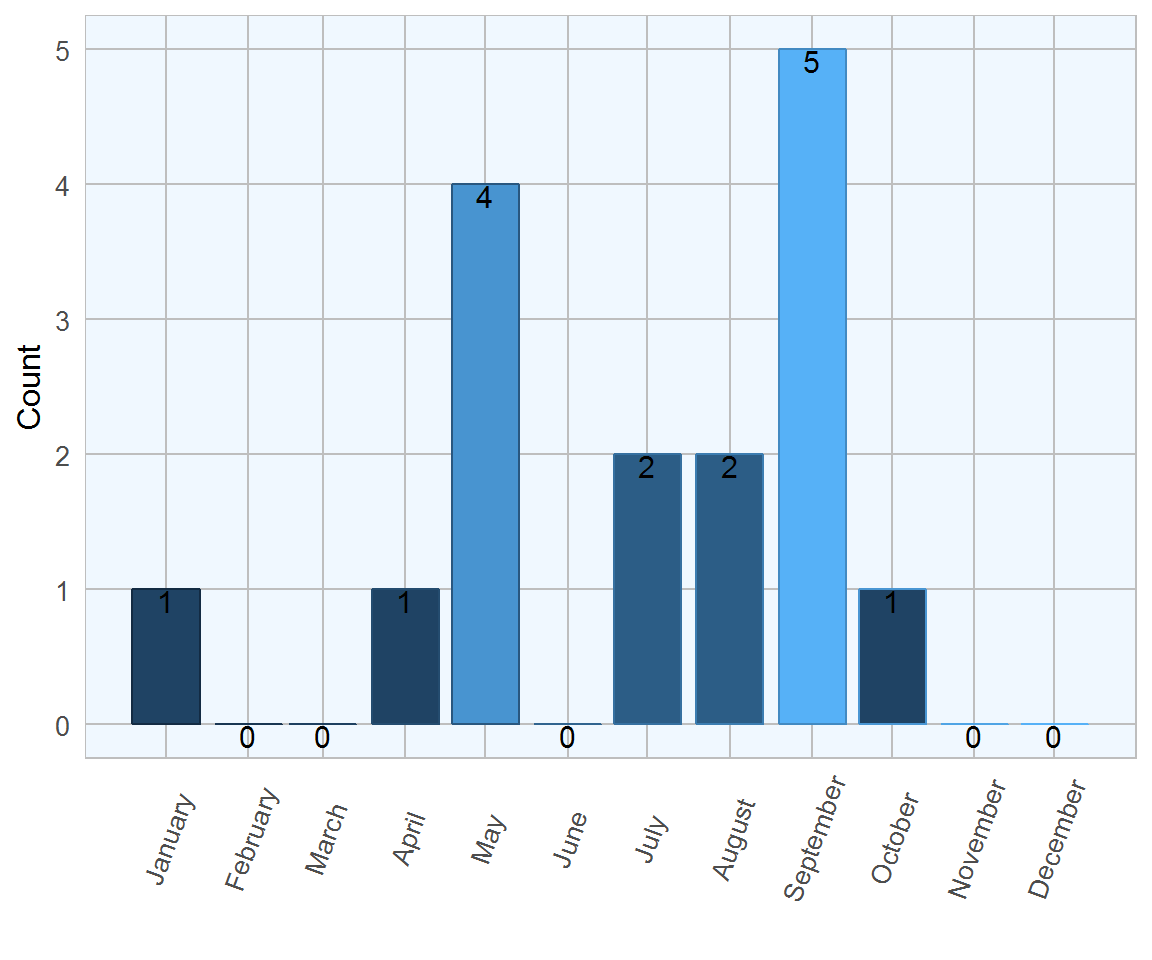 5
4
3
2
1
0
Count
1
0
0
1
4
0
2
2
5
1
0
0
January
February
March
April
May
June
July
August
September
October
November
December